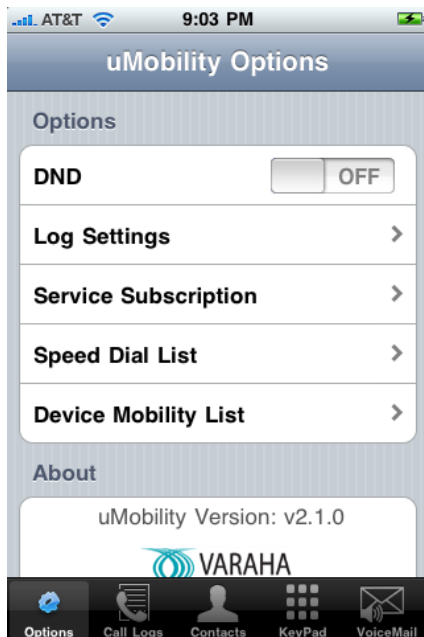 AT&T 9:03 PM
uMobility Options
Options
DND OFF
Log Settings
Service Subscription
Speed Dial List
Device Mobility List
About
uMobility Version: v2.1.0
VARAHA
Options Call Logs Contacts KeyPad VoiceMail